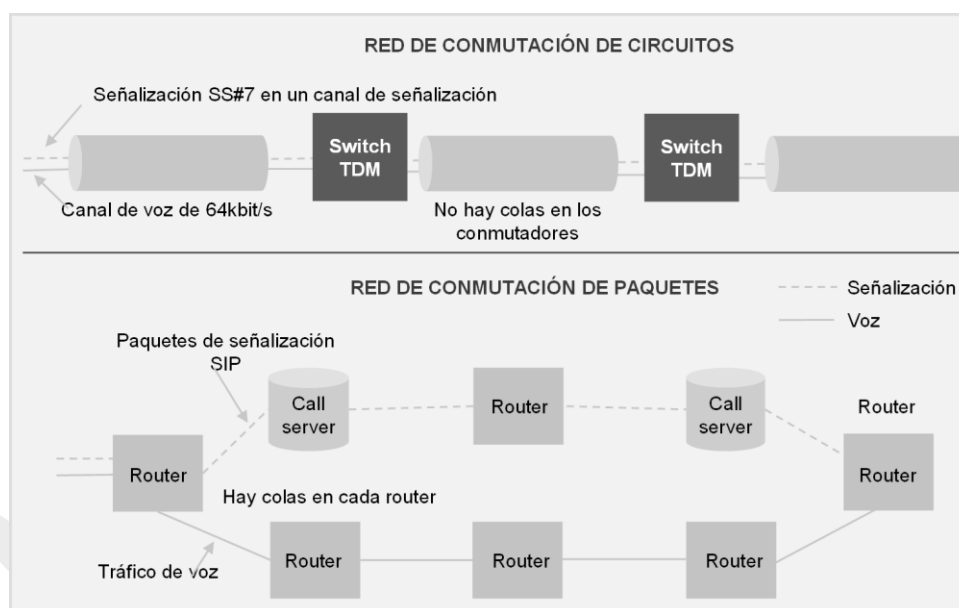 RED DE CONMUTACIÓN DE CIRCUITOS
Señalización SS#7 en un canal de señalización
Switch
TDM
Switch
TDM
Canal de voz de 64kbit/s
No hay colas en los
conmutadores
RED DE CONMUTACIÓN DE PAQUETES
Señalización
Voz
Paquetes de señalización
SIP
Call
server
Router
Call
server
Router
Router
Router
Hay colas en cada router
Router
Router
Router
Tráfico de voz